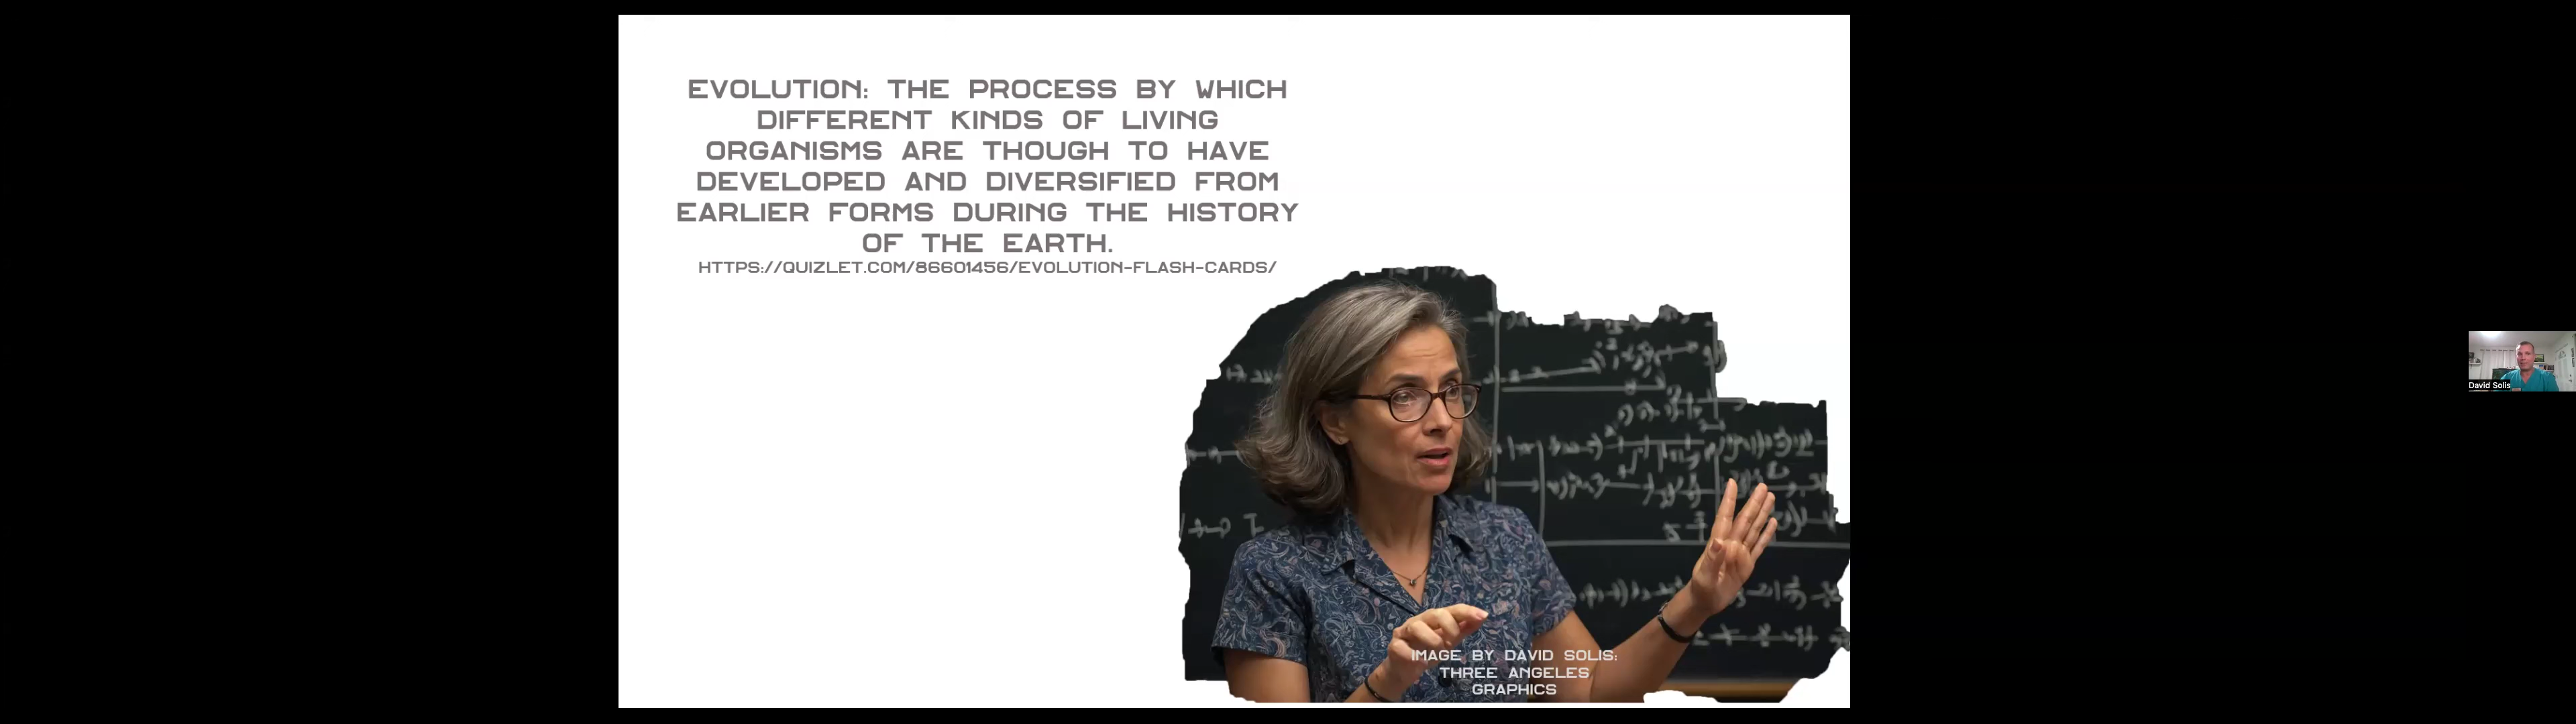 EVOLUTION: THE PROCESS BY WHICH
DIFFERENT KINDS OF LIVING
ORGANISMS ARE THOUGH TO HAVE
DEVELOPED AND DIVERSIFIED FROM
EARLIER FORMS DURING THE HISTORY
OF THE EARTH.
HTTPS://QUIZLET.COM/86601456/EVOLUTION-FLASH-CARDS/
IMAGE BY DAVID SOLIS:
THREE ANGELES
GRAPHICS
David Solis